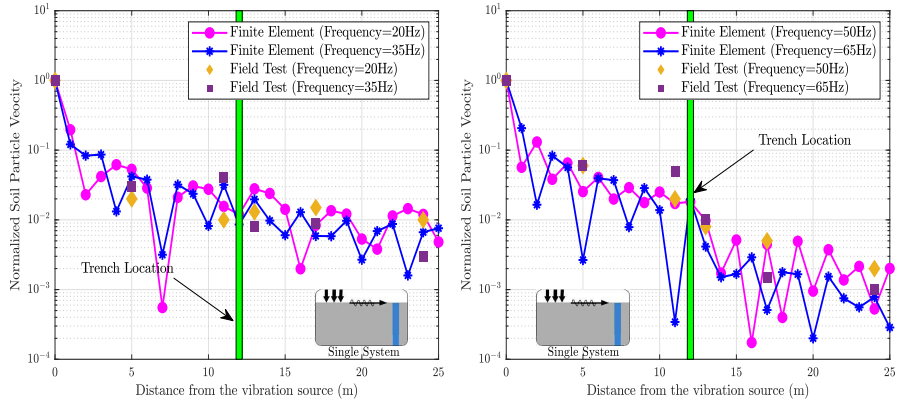 Finite Element (Frequency=20Hz)
Finite Element (Frequency=35Hz)
Field Test (Frequency=20Hz)
Field Test (Frequency=35Hz)
Trench Location
Single System
10^1
10^0
10^-1
10^-2
10^-3
10^-4
0 5 10 15 20 25
Normalized Soil Particle Veocity
Distance from the vibration source (m)
Finite Element (Frequency=50Hz)
Finite Element (Frequency=65Hz)
Field Test (Frequency=50Hz)
Field Test (Frequency=65Hz)
Trench Location
Single System
10^1
10^0
10^-1
10^-2
10^-3
10^-4
0 5 10 15 20 25
Normalized Soil Particle Veocity
Distance from the vibration source (m)